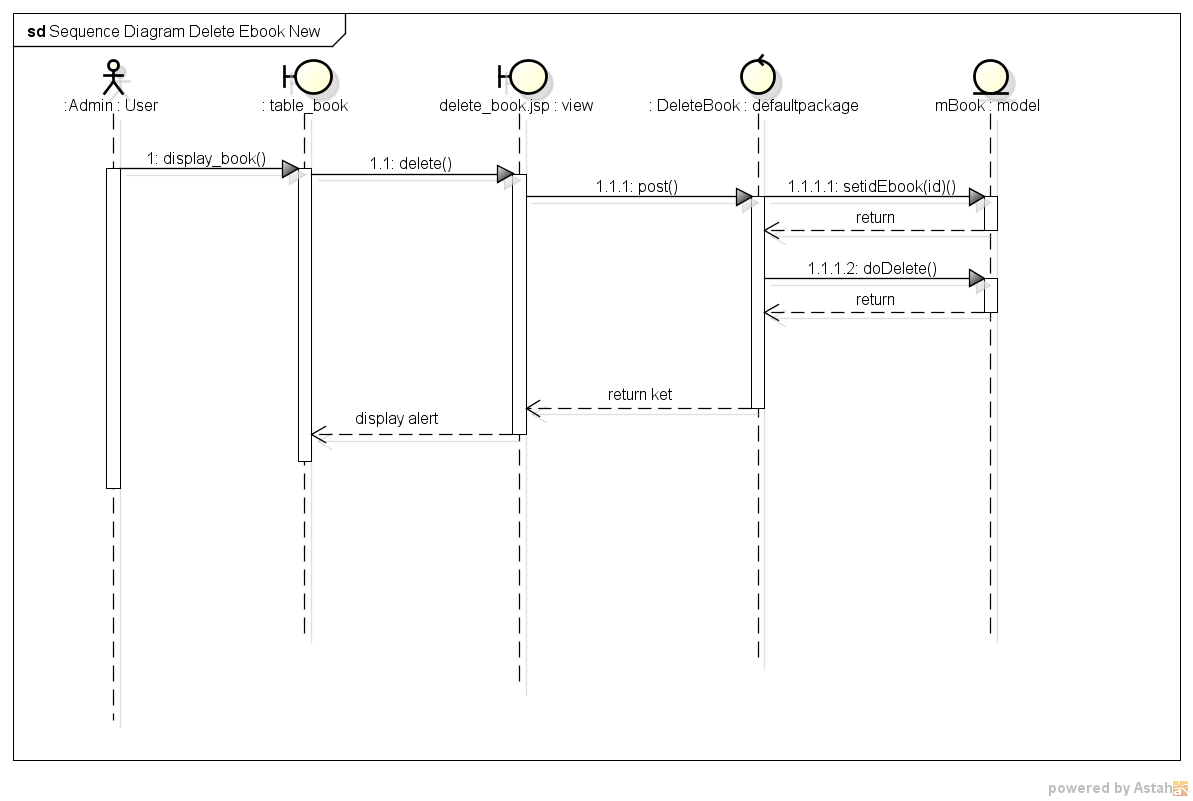 sd Sequence Diagram Delete Ebook New
: Admin : User
: table_book
delete_book.jsp : view
: DeleteBook : defaultpackage
mBook : model
1: display_book()
1.1: delete()
1.1.1: post()
1.1.1.1: setidEbook(id)()
return
1.1.1.2: doDelete()
return
return ket
display alert
powered by Astah